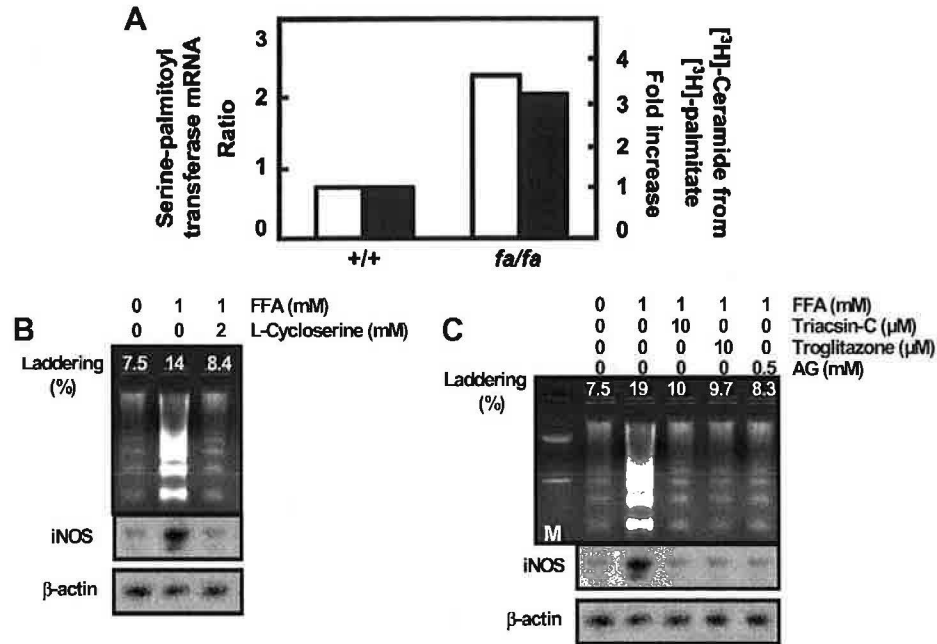 A
Serine-palmitoyl
transferase mRNA
Ratio
3
2
1
0
4
3
2
1
0
Fold increase
[³H]-Ceramide from
[³H]-palmitate
+/+ fa/fa
B
0 1 1 FFA (mM)
0 0 2 L-Cycloserine (mM)
Laddering
(%)
7.5 14 8.4
iNOS
β-actin
C
0 1 1 1 1 FFA (mM)
0 0 10 0 0 Triacsin-C (µM)
0 0 0 10 0 Troglitazone (µM)
0 0 0 0 0.5 AG (mM)
Laddering
(%)
7.5 19 10 9.7 8.3
M
iNOS
β-actin